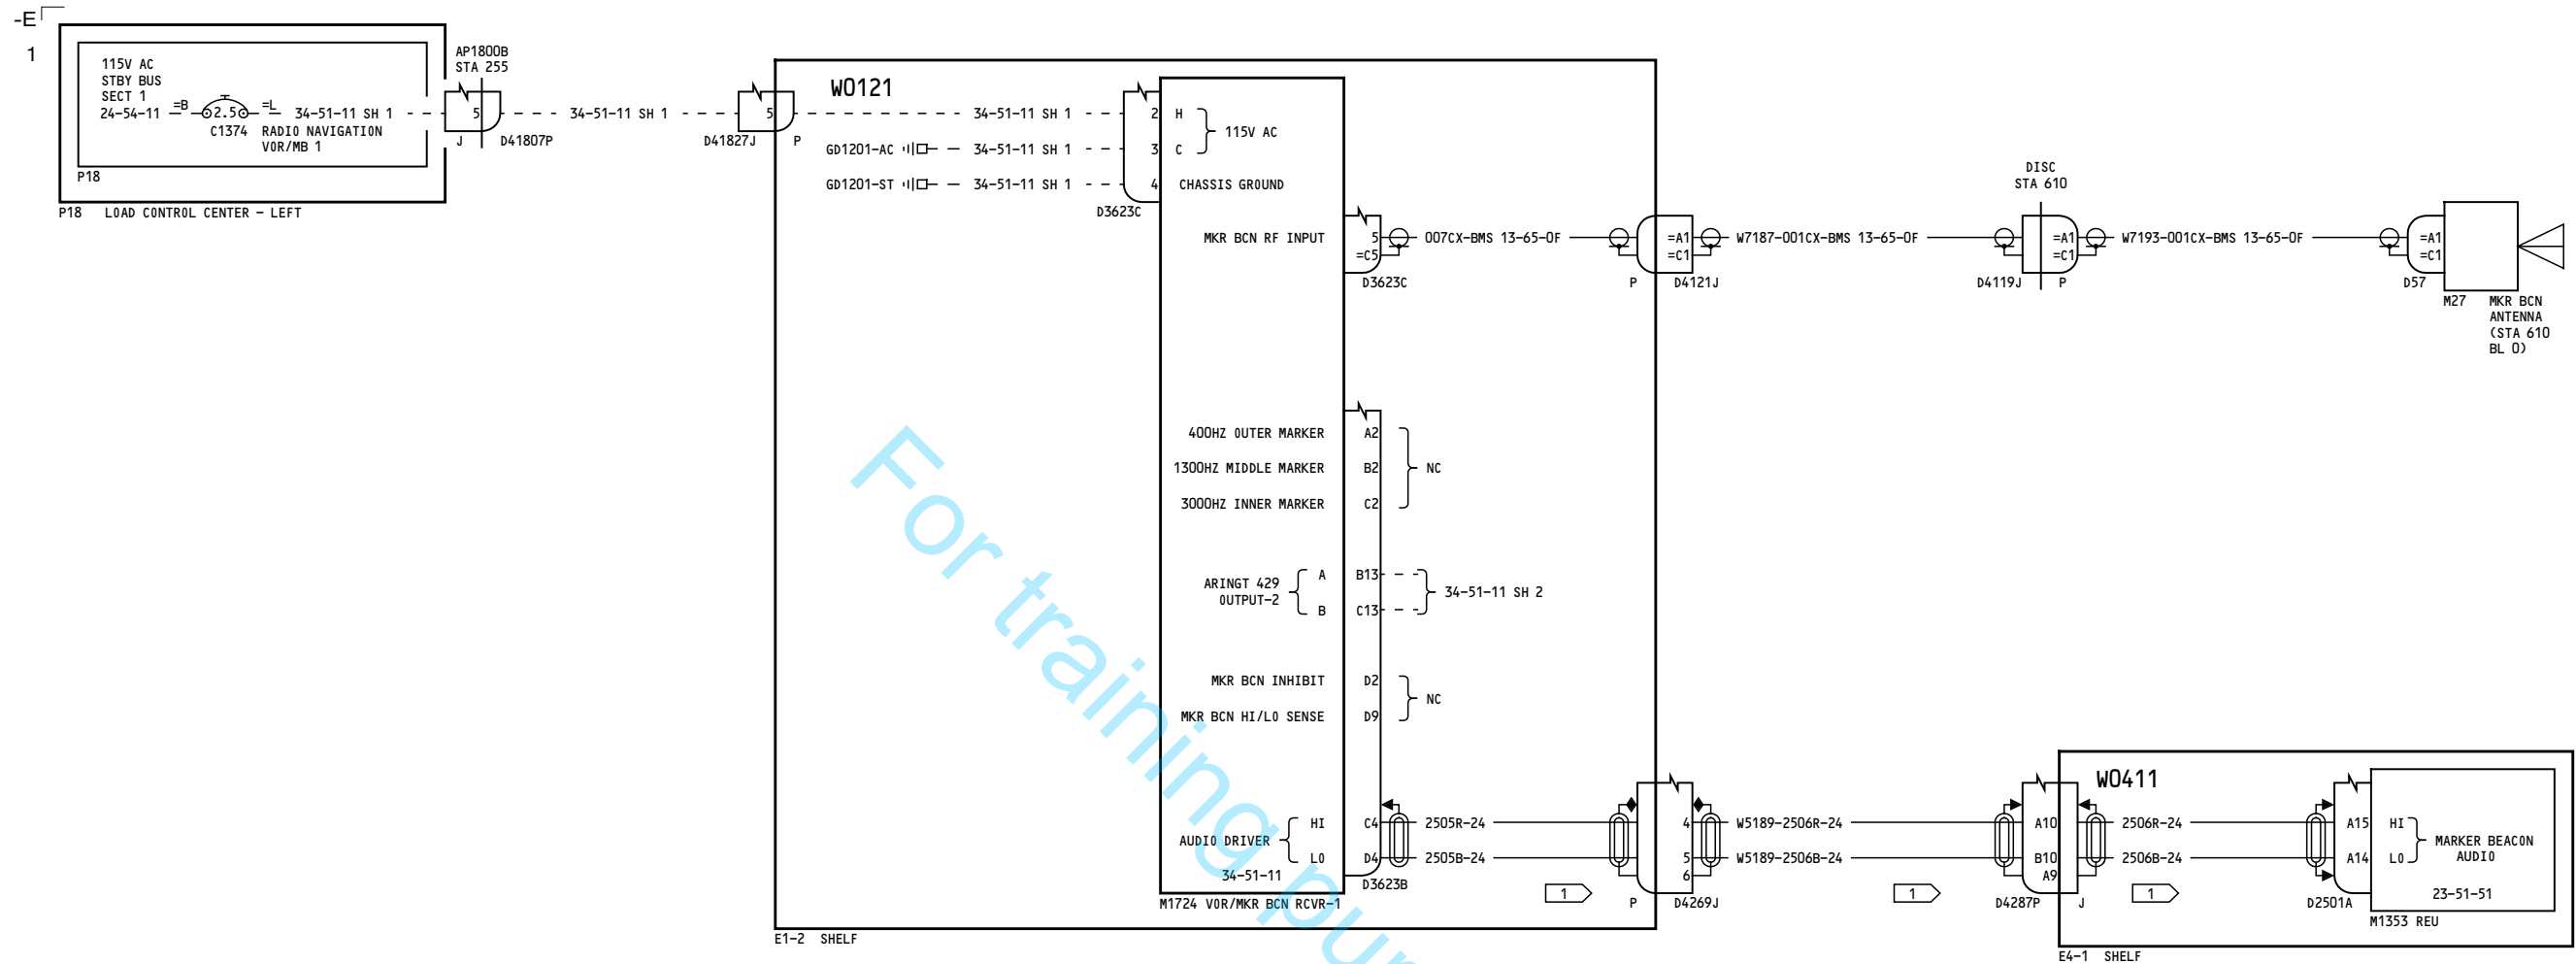 -E
1
115V AC
STBY BUS
SECT 1
24-54-11 =B 2.5 =L 34-51-11 SH 1
C1374 RADIO NAVIGATION
VOR/MB 1
P18
P18 LOAD CONTROL CENTER - LEFT
AP1800B
STA 255
5
J D41807P
34-51-11 SH 1
5
D41827J P
W0121
34-51-11 SH 1
GD1201-AC 34-51-11 SH 1
GD1201-ST 34-51-11 SH 1
2 H
3 C
115V AC
4 CHASSIS GROUND
D3623C
MKR BCN RF INPUT 5
=C5
D3623C
007CX-BMS 13-65-0F
=A1
=C1
P D4121J
W7187-001CX-BMS 13-65-0F
DISC
STA 610
=A1
=C1
D4119J P
W7193-001CX-BMS 13-65-0F
=A1
=C1
D57
M27 MKR BCN
ANTENNA
(STA 610
BL 0)
400HZ OUTER MARKER A2
1300HZ MIDDLE MARKER B2
3000HZ INNER MARKER C2
NC
ARINGT 429
OUTPUT-2
A B13
B C13
34-51-11 SH 2
MKR BCN INHIBIT D2
MKR BCN HI/LO SENSE D9
NC
AUDIO DRIVER
HI C4
LO D4
34-51-11
D3623B
M1724 VOR/MKR BCN RCVR-1
E1-2 SHELF
2505R-24
2505B-24
1
4
5
6
P D4269J
W5189-2506R-24
W5189-2506B-24
1
A10
B10
A9
D4287P J
W0411
2506R-24
2506B-24
1
A15 HI
A14 LO
MARKER BEACON
AUDIO
23-51-51
D2501A
M1353 REU
E4-1 SHELF
For training pur